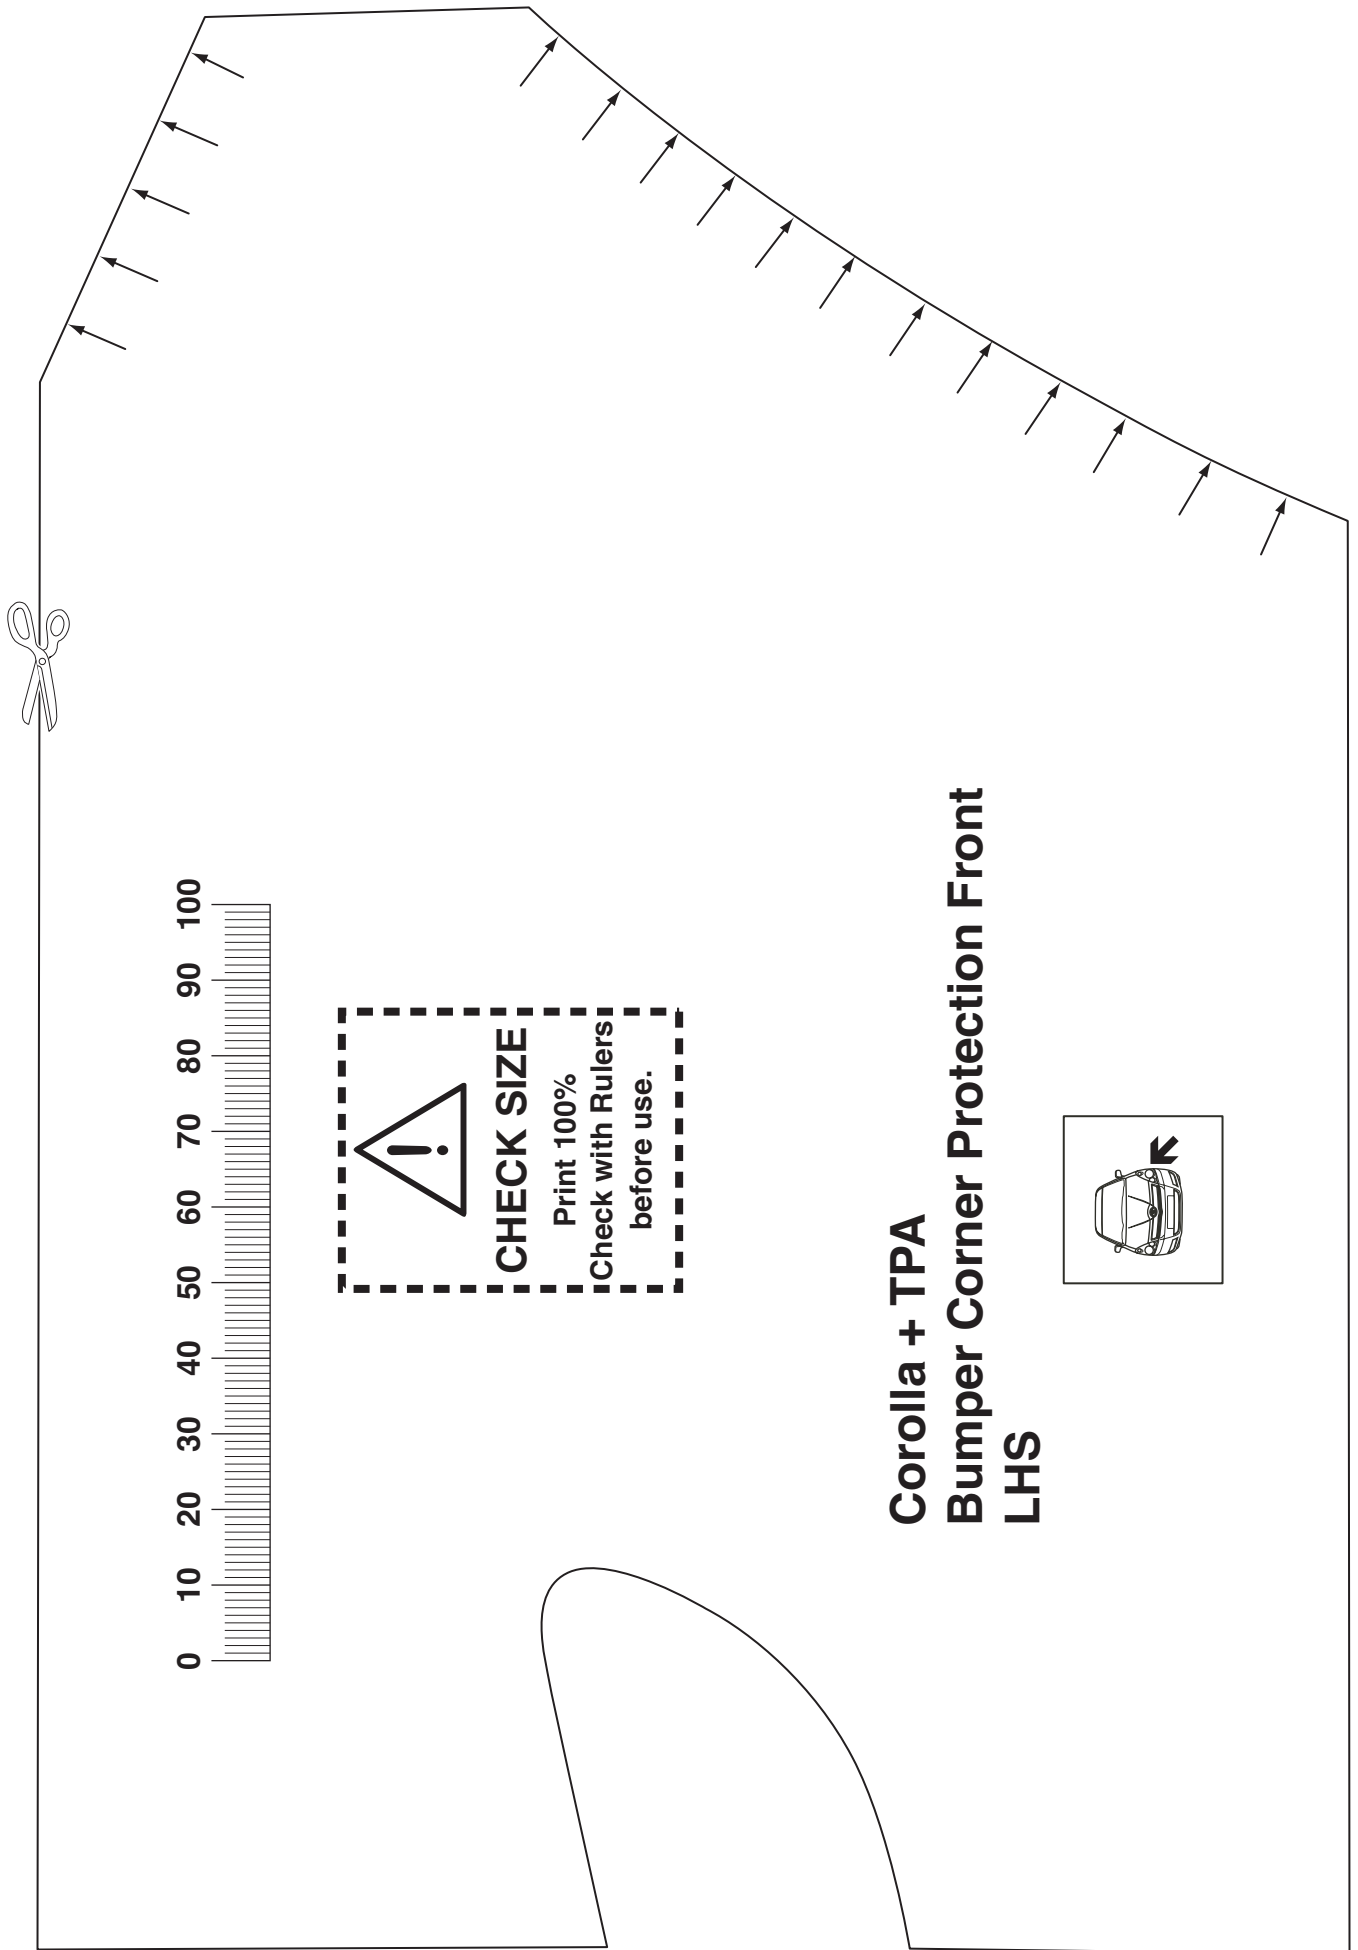 0 10 20 30 40 50 60 70 80 90 100
CHECK SIZE
Print 100%
Check with Rulers
before use.
Corolla + TPA
Bumper Corner Protection Front
LHS